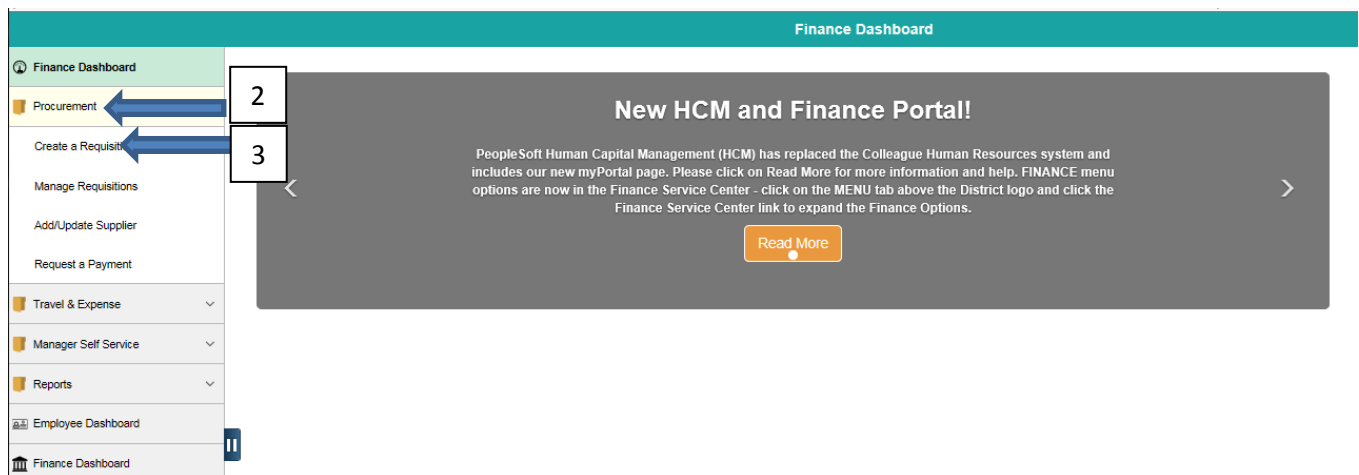 Finance Dashboard
Finance Dashboard
Procurement
2
Create a Requisiti
3
Manage Requisitions
Add/Update Supplier
Request a Payment
Travel & Expense
Manager Self Service
Reports
Employee Dashboard
Finance Dashboard
New HCM and Finance Portal!
PeopleSoft Human Capital Management (HCM) has replaced the Colleague Human Resources system and
includes our new myPortal page. Please click on Read More for more information and help. FINANCE menu
options are now in the Finance Service Center - click on the MENU tab above the District logo and click the
Finance Service Center link to expand the Finance Options.
Read More